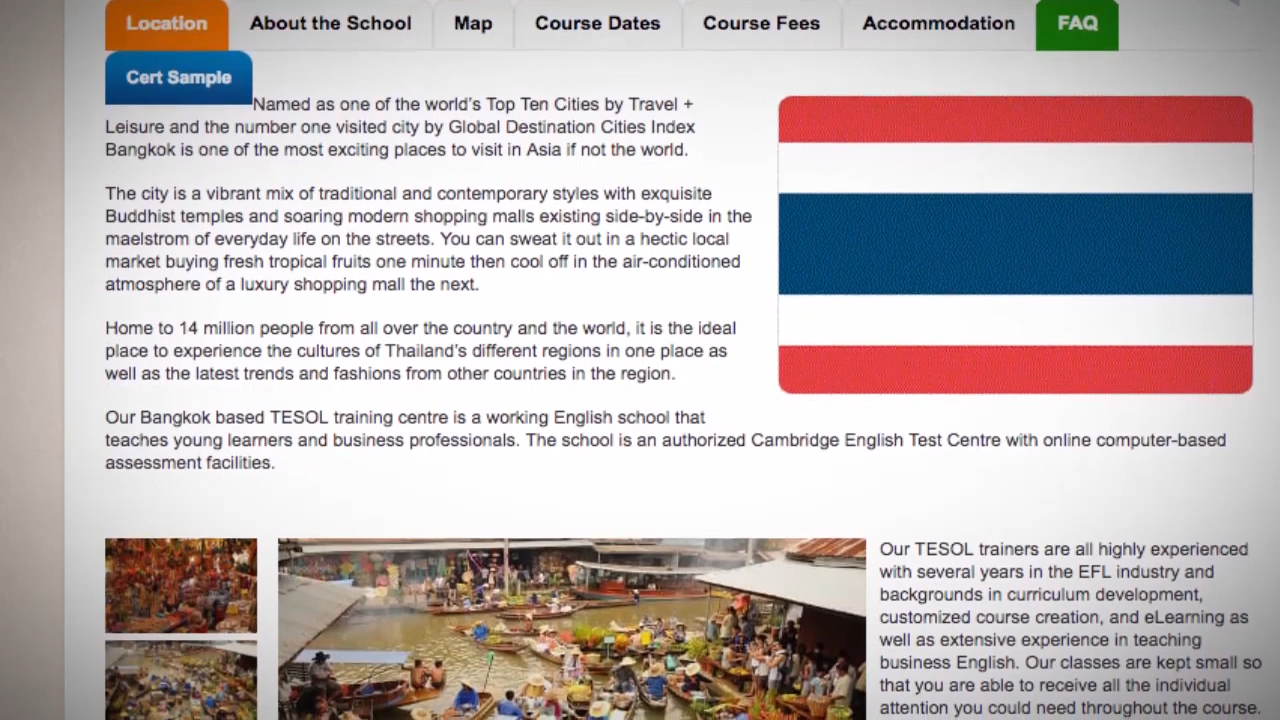 Location
About the School
Map
Course Dates
Course Fees
Accommodation
FAQ
Cert Sample
Named as one of the world's Top Ten Cities by Travel +
Leisure and the number one visited city by Global Destination Cities Index
Bangkok is one of the most exciting places to visit in Asia if not the world.
The city is a vibrant mix of traditional and contemporary styles with exquisite
Buddhist temples and soaring modern shopping malls existing side-by-side in the
maelstrom of everyday life on the streets. You can sweat it out in a hectic local
market buying fresh tropical fruits one minute then cool off in the air-conditioned
atmosphere of a luxury shopping mall the next.
Home to 14 million people from all over the country and the world, it is the ideal
place to experience the cultures of Thailand's different regions in one place as
well as the latest trends and fashions from other countries in the region.
Our Bangkok based TESOL training centre is a working English school that
teaches young learners and business professionals. The school is an authorized Cambridge English Test Centre with online computer-based
assessment facilities.
Our TESOL trainers are all highly experienced
with several years in the EFL industry and
backgrounds in curriculum development,
customized course creation, and eLearning as
well as extensive experience in teaching
business English. Our classes are kept small so
that you are able to receive all the individual
attention you could need throughout the course.